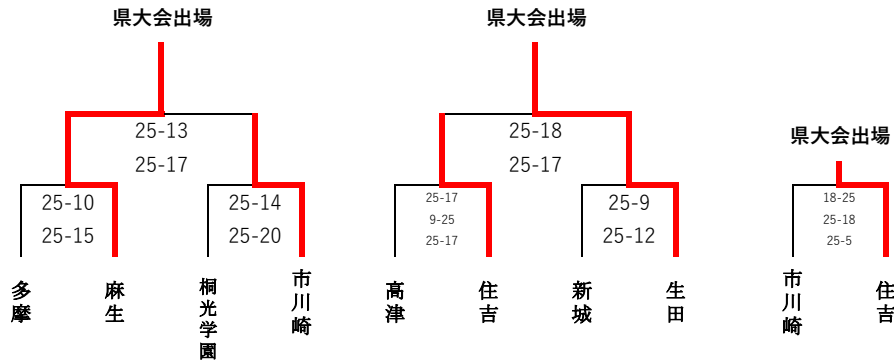 県大会出場
県大会出場
25-13
25-18
25-17
25-17
県大会出場
25-10
25-14
25-17
25-9
18-25
9-25
25-18
25-15
25-20
25-17
25-12
25-5
多摩
麻生
桐光学園
市川崎
高津
住吉
新城
生田
市川崎
住吉